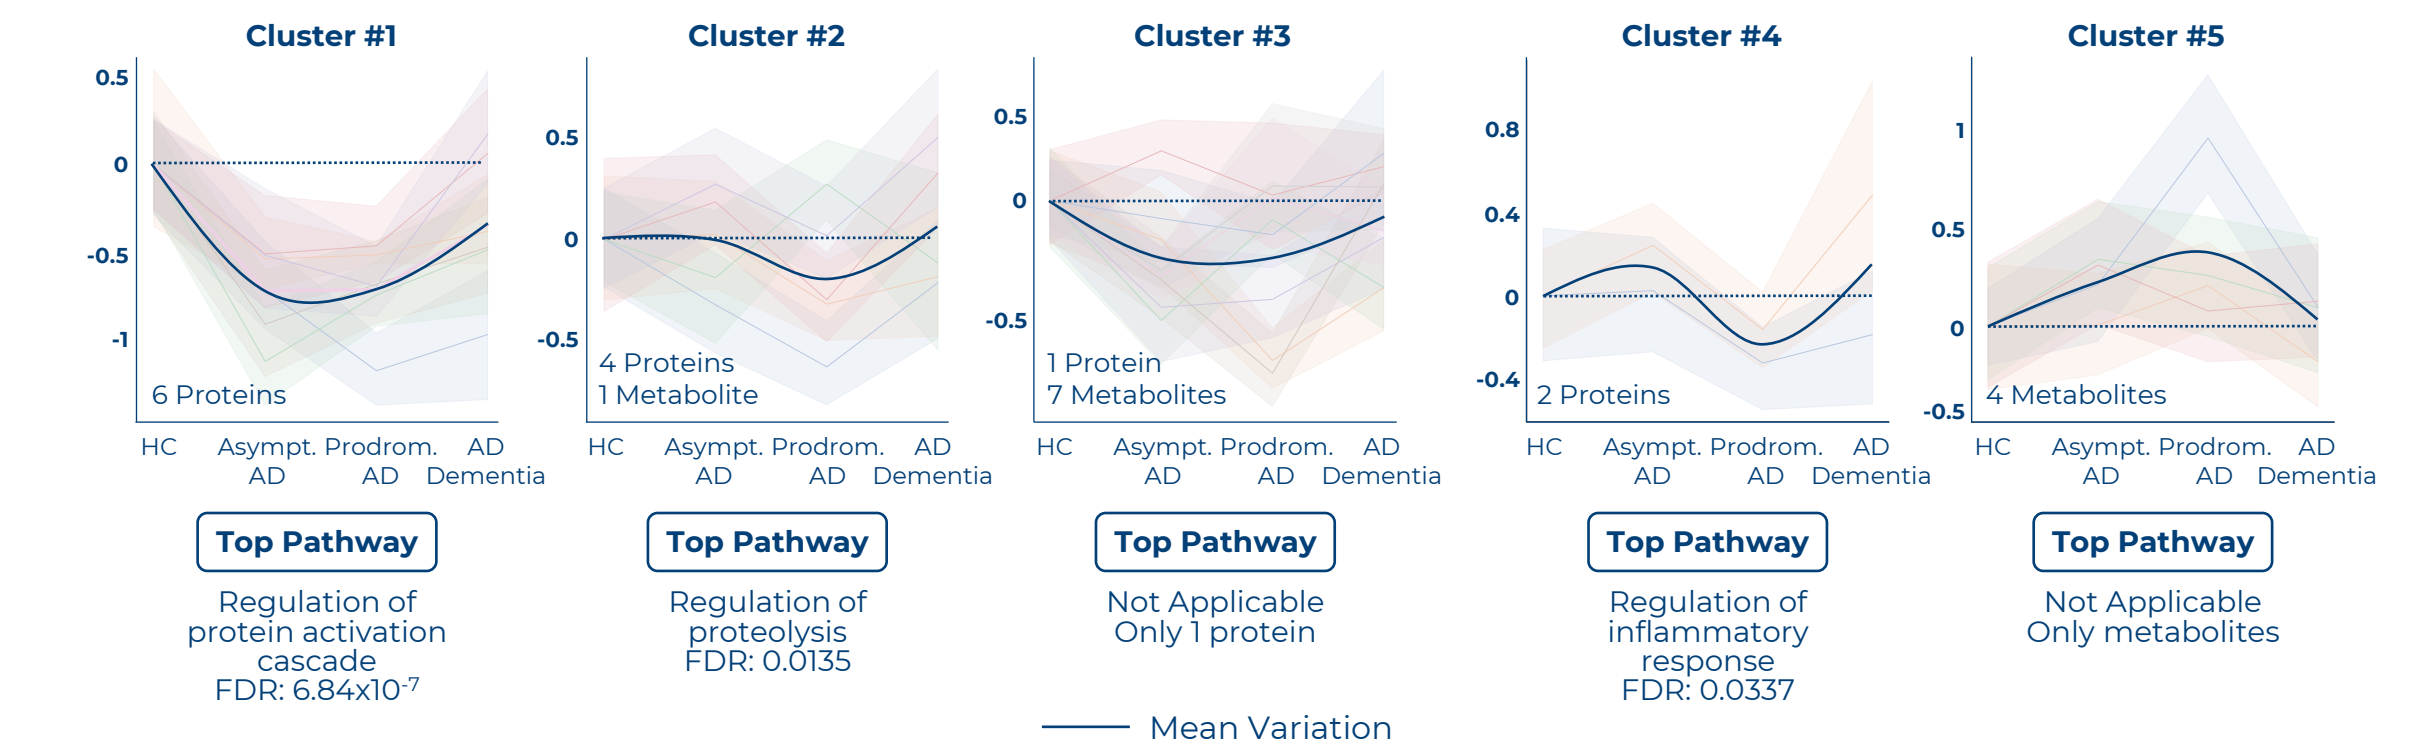 Cluster #1
0.5
0
-0.5
-1
6 Proteins
HC
Asympt. AD
Prodrom. AD
AD Dementia
Top Pathway
Regulation of
protein activation
cascade
FDR: 6.84x10⁻⁷
Cluster #2
0.5
0
-0.5
4 Proteins
1 Metabolite
HC
Asympt. AD
Prodrom. AD
AD Dementia
Top Pathway
Regulation of
proteolysis
FDR: 0.0135
Cluster #3
0.5
0
-0.5
1 Protein
7 Metabolites
HC
Asympt. AD
Prodrom. AD
AD Dementia
Top Pathway
Not Applicable
Only 1 protein
Cluster #4
0.8
0.4
0
-0.4
2 Proteins
HC
Asympt. AD
Prodrom. AD
AD Dementia
Top Pathway
Regulation of
inflammatory
response
FDR: 0.0337
Cluster #5
1
0.5
0
-0.5
4 Metabolites
HC
Asympt. AD
Prodrom. AD
AD Dementia
Top Pathway
Not Applicable
Only metabolites
Mean Variation